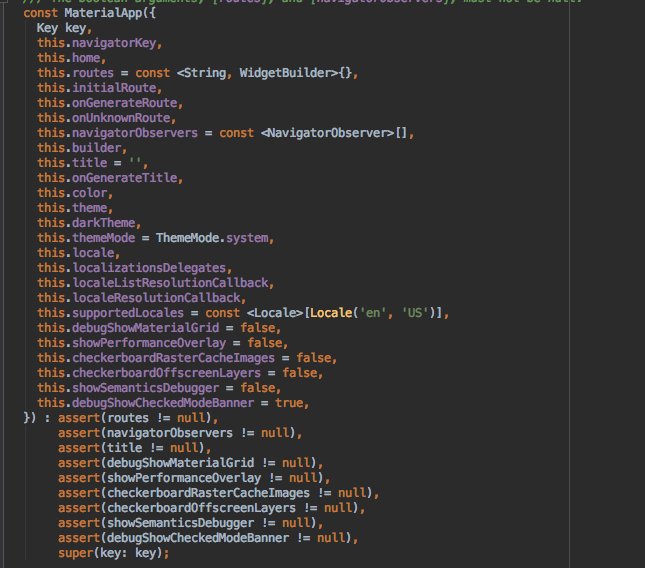 /// The boolean arguments, [routes], and [navigatorObservers], must not be null.
const MaterialApp({
Key key,
this.navigatorKey,
this.home,
this.routes = const <String, WidgetBuilder>{},
this.initialRoute,
this.onGenerateRoute,
this.onUnknownRoute,
this.navigatorObservers = const <NavigatorObserver>[],
this.builder,
this.title = '',
this.onGenerateTitle,
this.color,
this.theme,
this.darkTheme,
this.themeMode = ThemeMode.system,
this.locale,
this.localizationsDelegates,
this.localeListResolutionCallback,
this.localeResolutionCallback,
this.supportedLocales = const <Locale>[Locale('en', 'US')],
this.debugShowMaterialGrid = false,
this.showPerformanceOverlay = false,
this.checkerboardRasterCacheImages = false,
this.checkerboardOffscreenLayers = false,
this.showSemanticsDebugger = false,
this.debugShowCheckedModeBanner = true,
}) : assert(routes != null),
assert(navigatorObservers != null),
assert(title != null),
assert(debugShowMaterialGrid != null),
assert(showPerformanceOverlay != null),
assert(checkerboardRasterCacheImages != null),
assert(checkerboardOffscreenLayers != null),
assert(showSemanticsDebugger != null),
assert(debugShowCheckedModeBanner != null),
super(key: key);